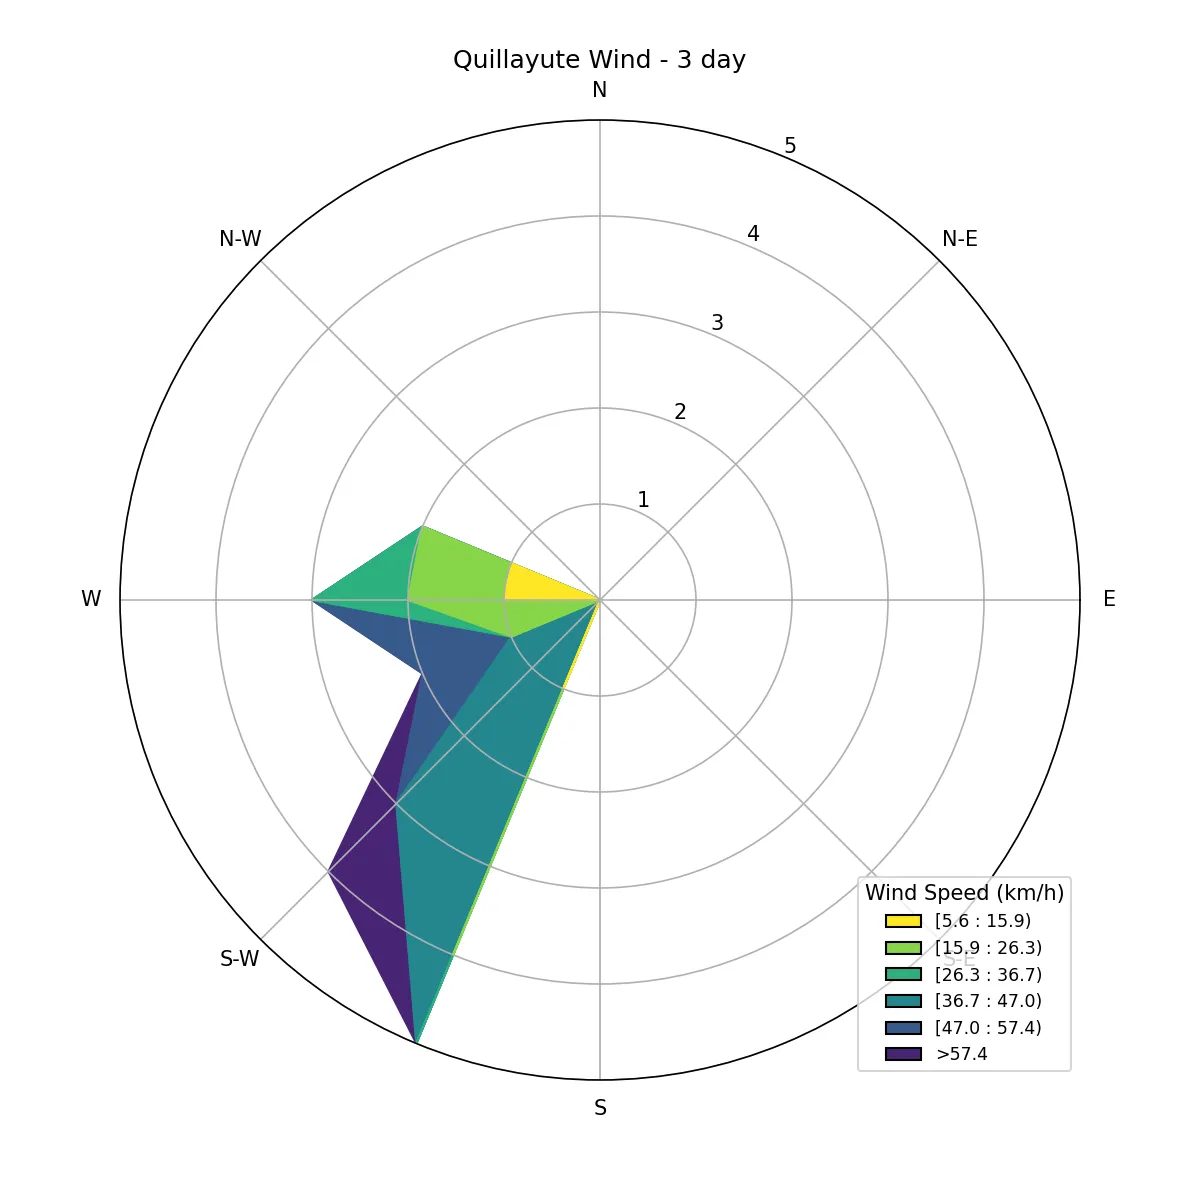 Quillayute Wind - 3 day
N
5
N-W
4
N-E
3
2
1
W
E
Wind Speed (km/h)
[5.6 : 15.9)
[15.9 : 26.3)
S-W
S-E
[26.3 : 36.7)
[36.7 : 47.0)
[47.0 : 57.4)
>57.4
S